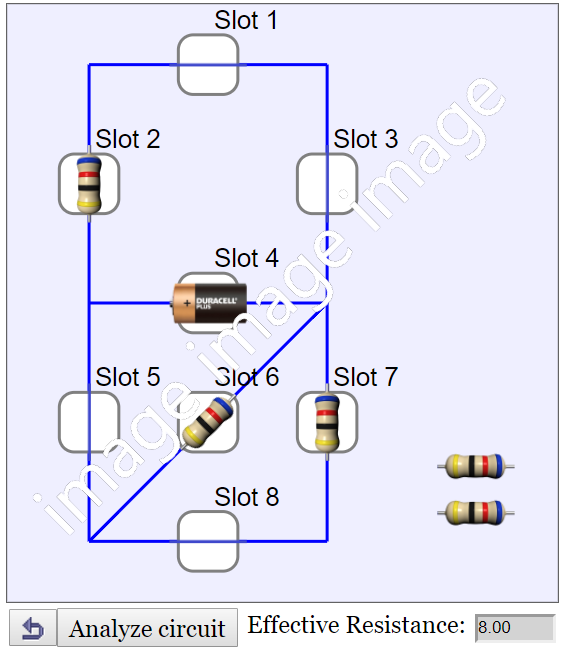 Slot 1
Slot 2
Slot 3
Slot 4
+ DURACELL
PLUS
Slot 5
Slot 6
Slot 7
Slot 8
image image image image
Analyze circuit
Effective Resistance:
8.00